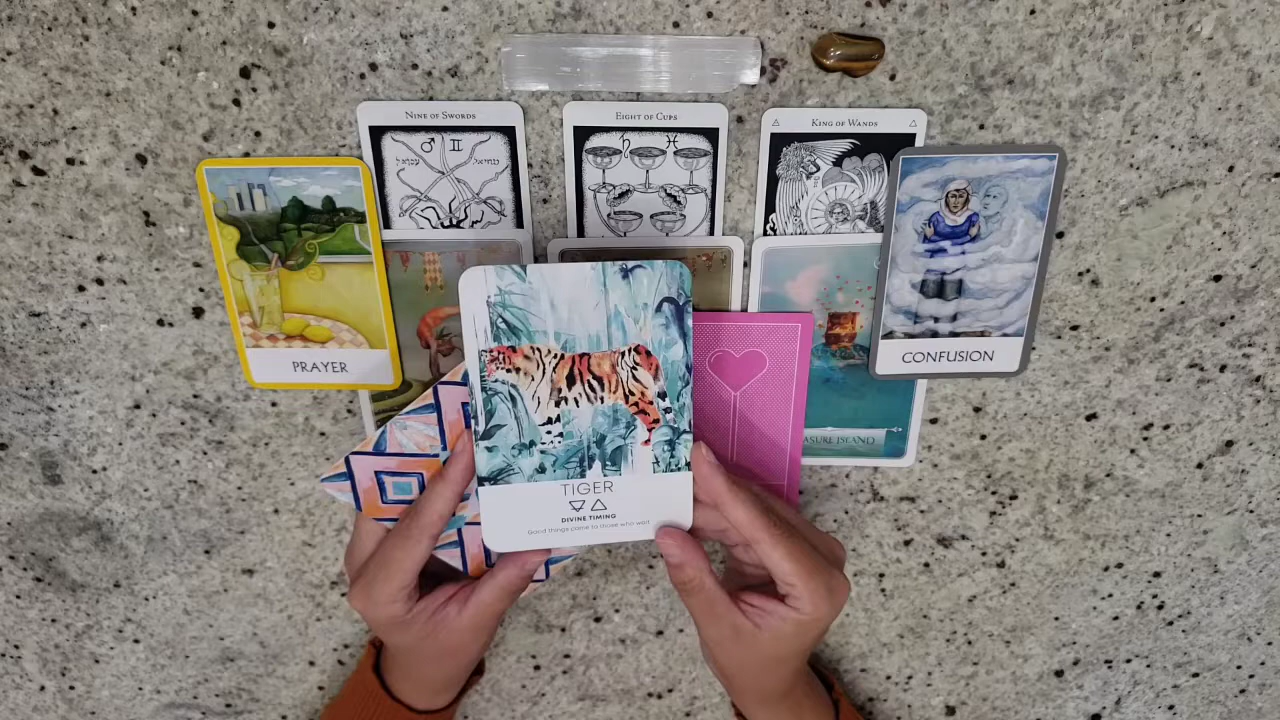 NINE OF SWORDS
EIGHT OF CUPS
KING OF WANDS
PRAYER
CONFUSION
ASURE ISLAND
TIGER
DIVINE TIMING
Good things come to those who wait